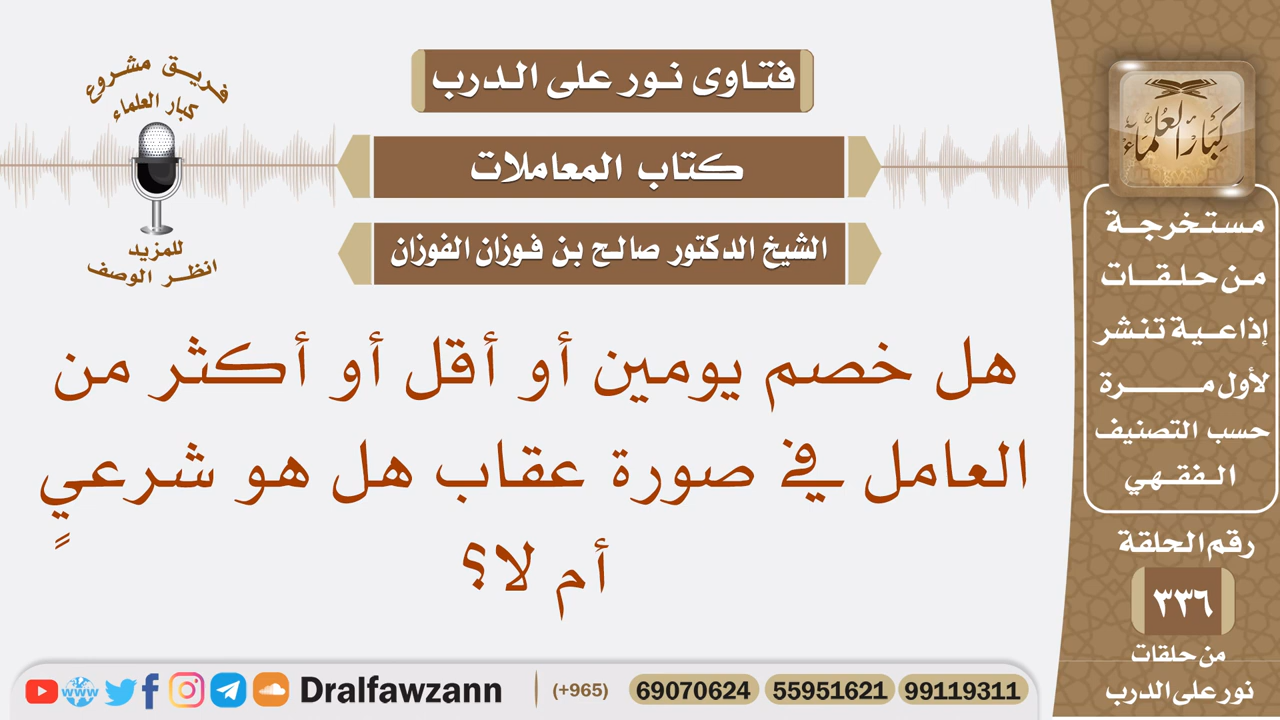 فتاوى نور على الدرب
كتاب المعاملات
الشيخ الدكتور صالح بن فوزان الفوزان
هل خصم يومين أو أقل أو أكثر من
العامل في صورة عقاب هل هو شرعيٍ
أم لا؟
فريق مشروع
كبار العلماء
للمزيد
انظر الوصف
كبار العلماء
مستخرجة
من حلقات
إذاعية تنشر
لأول مرة
حسب التصنيف
الفقهي
رقم الحلقة
٣٣٦
من حلقات
نور على الدرب
www
Dralfawzann
(+965)
69070624
55951621
99119311